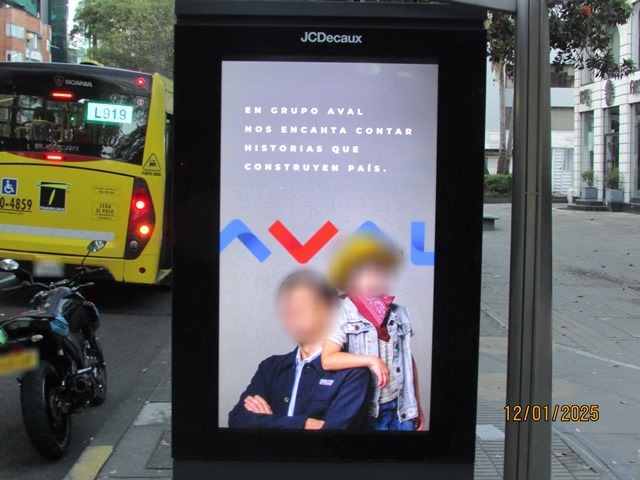 JCDecaux
SCANIA
L919
EN GRUPO AVAL
NOS ENCANTA CONTAR
HISTORIAS QUE
CONSTRUYEN PAÍS.
AVAL
0-4859
T
CEDA
EL PASO
12/01/2025